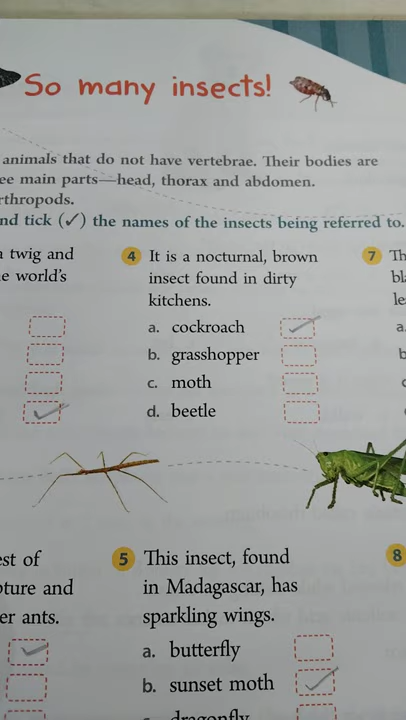 So many insects!
animals that do not have vertebrae. Their bodies are
ee main parts—head, thorax and abdomen.
rthropods.
nd tick (✓) the names of the insects being referred to.
a twig and
e world's
4 It is a nocturnal, brown
insect found in dirty
kitchens.
a. cockroach
b. grasshopper
c. moth
d. beetle
7 Th
bl
le
a.
b
c
est of
pture and
er ants.
5 This insect, found
in Madagascar, has
sparkling wings.
a. butterfly
b. sunset moth
c. dragonfly
8